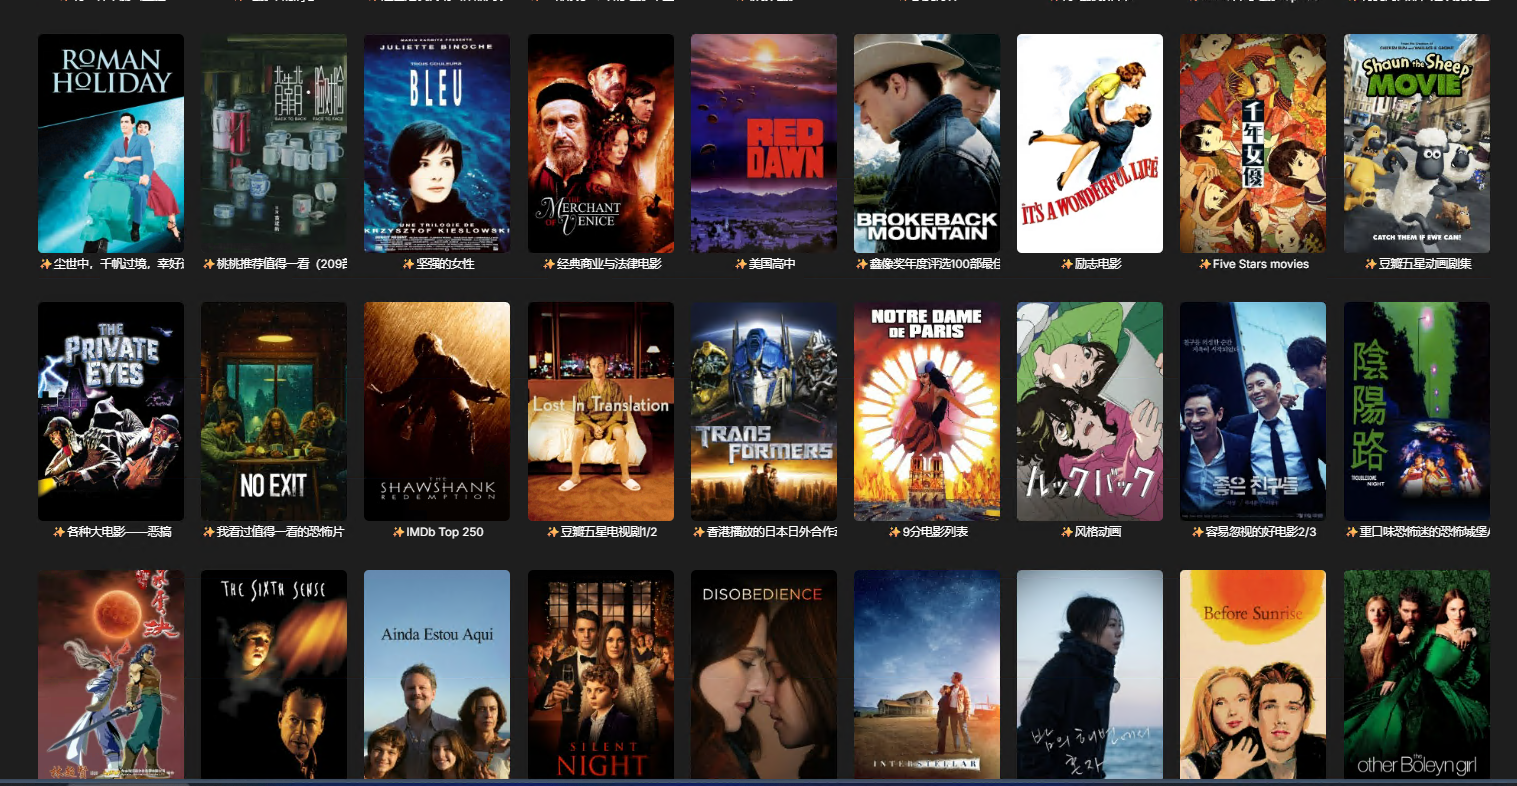 ROMAN
HOLIDAY
背靠背
臉對臉
BACK TO BACK
FACE TO FACE
JULIETTE BINOCHE
TROIS COULEURS
BLEU
UNE TRILOGIE DE
KRZYSZTOF KIESLOWSKI
THE
MERCHANT
OF VENICE
RED
DAWN
BROKEBACK
MOUNTAIN
IT'S A WONDERFUL LIFE
千年女優
Shaun the Sheep
MOVIE
CATCH THEM IF EWE CAN!
✨尘世中，千帆过境，幸好
✨桃桃推荐值得一看（209
✨坚强的女性
✨经典商业与法律电影
✨美国高中
✨鑫像奖年度评选100部最
✨励志电影
✨Five Stars movies
✨豆瓣五星动画剧集
THE
PRIVATE
EYES
NO EXIT
THE
SHAWSHANK
REDEMPTION
Lost In Translation
TRANSFORMERS
NOTRE DAME
DE PARIS
ルックバック
좋은 친구들
陰陽路
TROUBLESOME
NIGHT
✨各种大电影——恶搞
✨我看过值得一看的恐怖片
✨IMDb Top 250
✨豆瓣五星电视剧1/2
✨香港播放的日本日外合作
✨9分电影列表
✨风格动画
✨容易忽视的好电影2/3
✨重口味恐怖迷的恐怖城堡
THE SIXTH SENSE
Ainda Estou Aqui
SILENT
NIGHT
DISOBEDIENCE
INTERSTELLAR
밤의 해변에서
혼자
Before Sunrise
the
other Boleyn girl